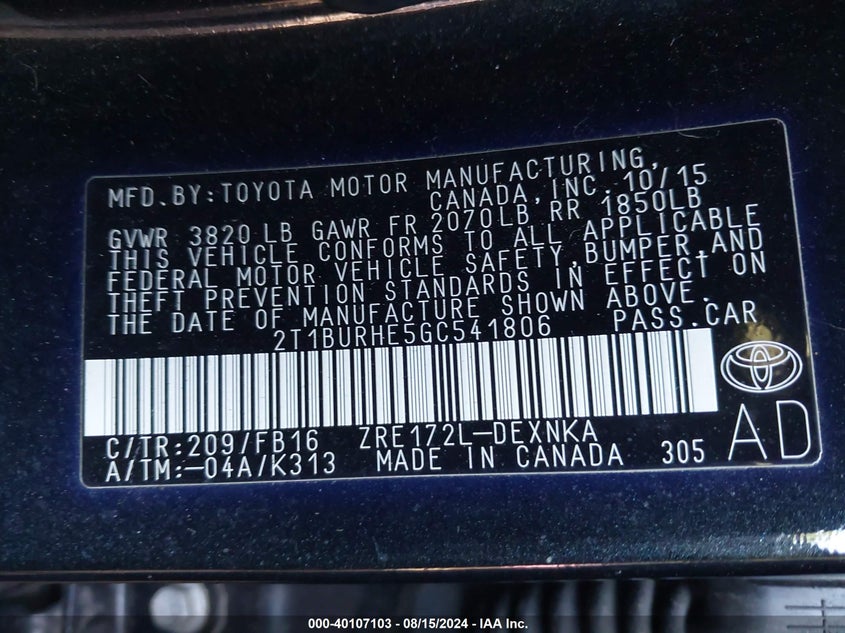 MFD.BY:TOYOTA MOTOR MANUFACTURING,
CANADA,INC. 10/15
GVWR 3820 LB GAWR FR 2070LB RR 1850LB
THIS VEHICLE CONFORMS TO ALL APPLICABLE
FEDERAL MOTOR VEHICLE SAFETY,BUMPER,AND
THEFT PREVENTION STANDARDS IN EFFECT ON
THE DATE OF MANUFACTURE SHOWN ABOVE.
2T1BURHE5GC541806 PASS.CAR
C/TR:209/FB16 ZRE172L-DEXNKA
A/TM:-04A/K313 MADE IN CANADA 305 AD
000-40107103 - 08/15/2024 - IAA Inc.